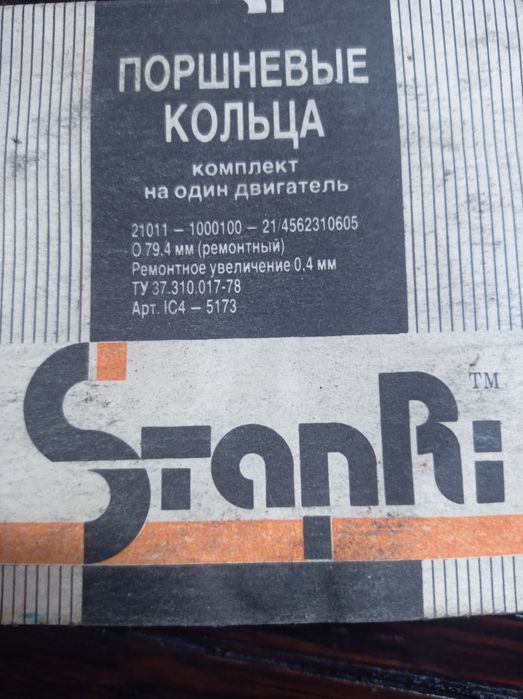 ПОРШНЕВЫЕ
КОЛЬЦА
комплект
на один двигатель
21011 – 1000100 – 21/4562310605
О 79,4 мм (ремонтный)
Ремонтное увеличение 0,4 мм
ТУ 37.310.017-78
Арт. IC4 – 5173
StapRi TM